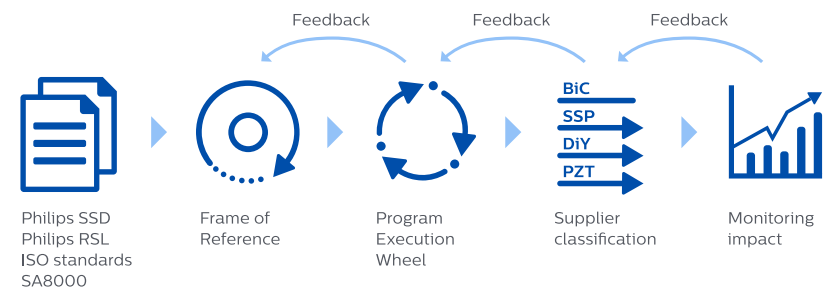 Feedback
Feedback
Feedback
BiC
SSP
DiY
PZT
Philips SSD
Philips RSL
ISO standards
SA8000
Frame of
Reference
Program
Execution
Wheel
Supplier
classification
Monitoring
impact